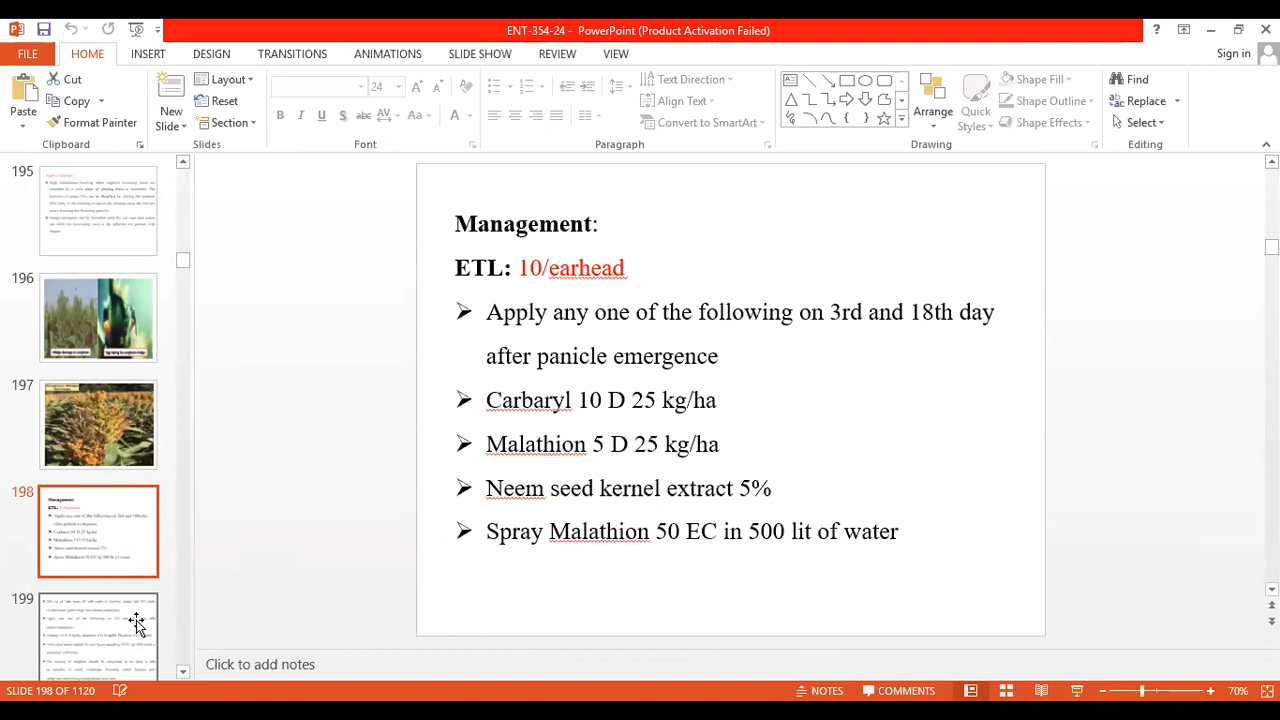 ENT-354-24 - PowerPoint (Product Activation Failed)
FILE HOME INSERT DESIGN TRANSITIONS ANIMATIONS SLIDE SHOW REVIEW VIEW Sign in
Paste Cut Copy Format Painter
New Slide Layout Reset Section
24
Text Direction Align Text Convert to SmartArt
Arrange Quick Styles Shape Fill Shape Outline Shape Effects
Find Replace Select
Clipboard Slides Font Paragraph Drawing Editing
195
196
197
198
199
Management:
ETL: 10/earhead
Apply any one of the following on 3rd and 18th day
after panicle emergence
Carbaryl 10 D 25 kg/ha
Malathion 5 D 25 kg/ha
Neem seed kernel extract 5%
Spray Malathion 50 EC in 500 lit of water
Click to add notes
SLIDE 198 OF 1120 NOTES COMMENTS 70%